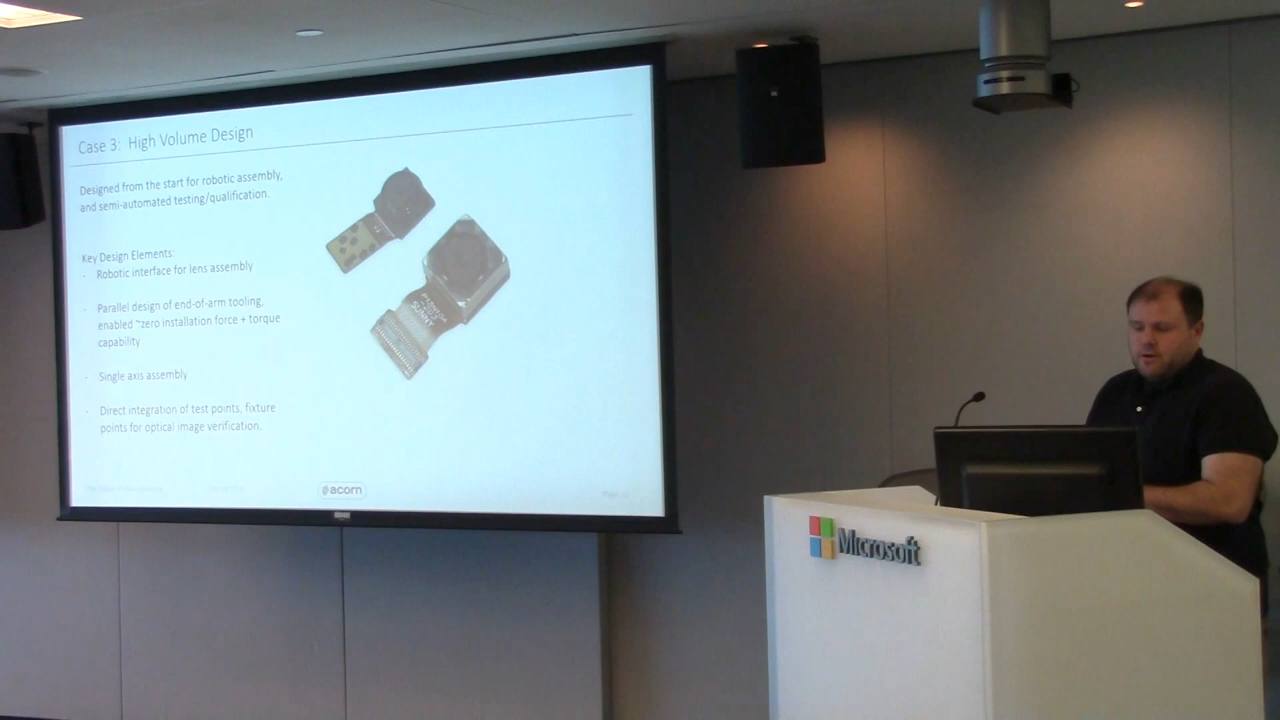 Case 3: High Volume Design
Designed from the start for robotic assembly,
and semi-automated testing/qualification.
Key Design Elements:
- Robotic interface for lens assembly
- Parallel design of end-of-arm tooling,
enabled ~zero installation force + torque
capability
- Single axis assembly
- Direct integration of test points, fixture
points for optical image verification.
SUNNY
acorn
Microsoft